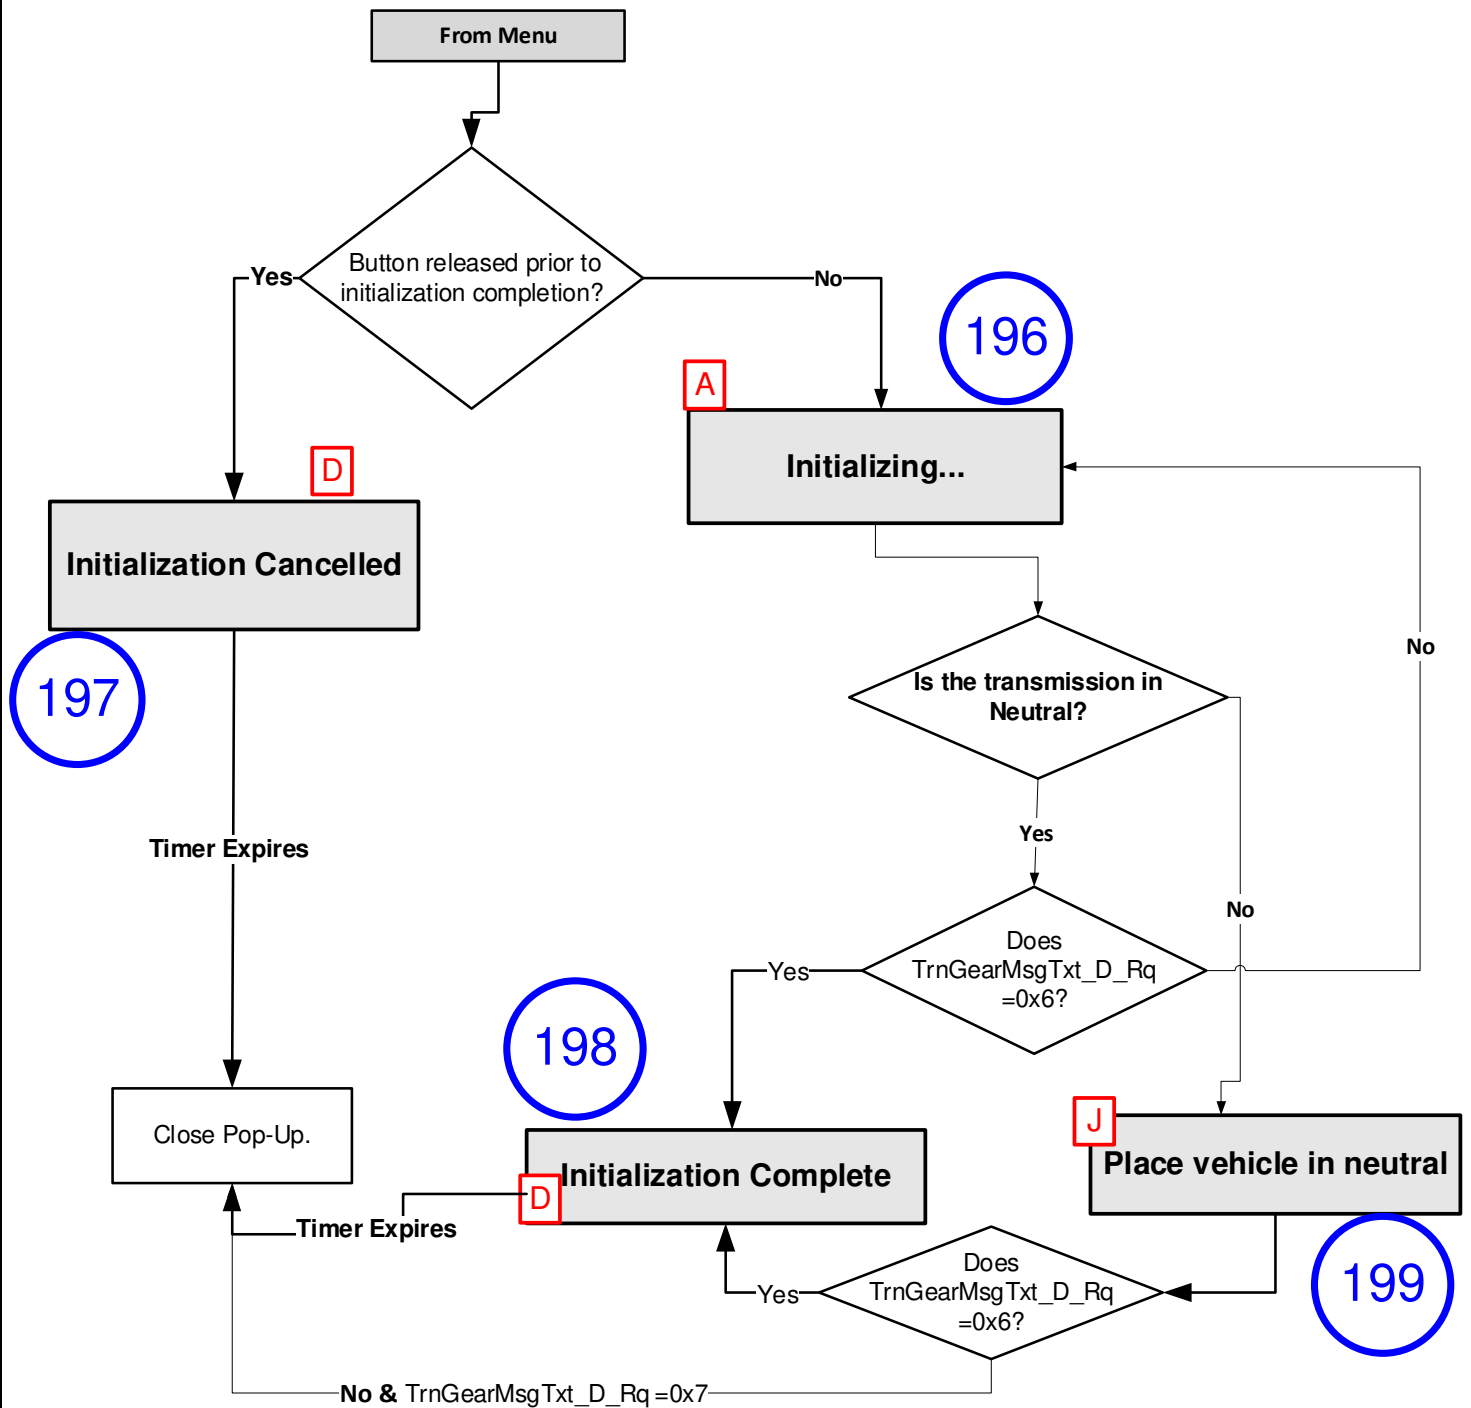 From Menu
Button released prior to
initialization completion?
Yes
No
196
A
Initializing...
D
Initialization Cancelled
197
No
Is the transmission in
Neutral?
Yes
Timer Expires
No
Does
TrnGearMsgTxt_D_Rq
=0x6?
Yes
198
Close Pop-Up.
J
Place vehicle in neutral
Initialization Complete
D
Timer Expires
199
Does
TrnGearMsgTxt_D_Rq
=0x6?
Yes
No & TrnGearMsgTxt_D_Rq=0x7